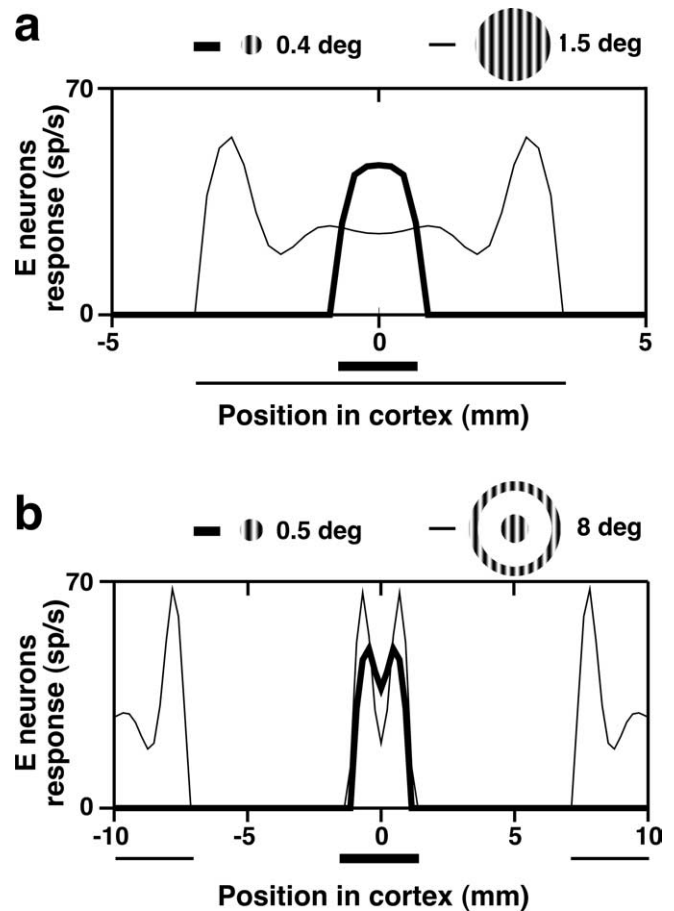 a
0.4 deg 1.5 deg
70
E neurons
response (sp/s)
0
-5 0 5
Position in cortex (mm)
b
0.5 deg 8 deg
70
E neurons
response (sp/s)
0
-10 -5 0 5 10
Position in cortex (mm)